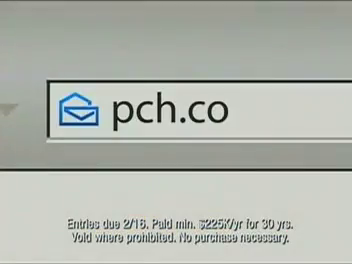 pch.co
Entries due 2/16. Paid min. $225K/yr for 30 yrs.
Void where prohibited. No purchase necessary.